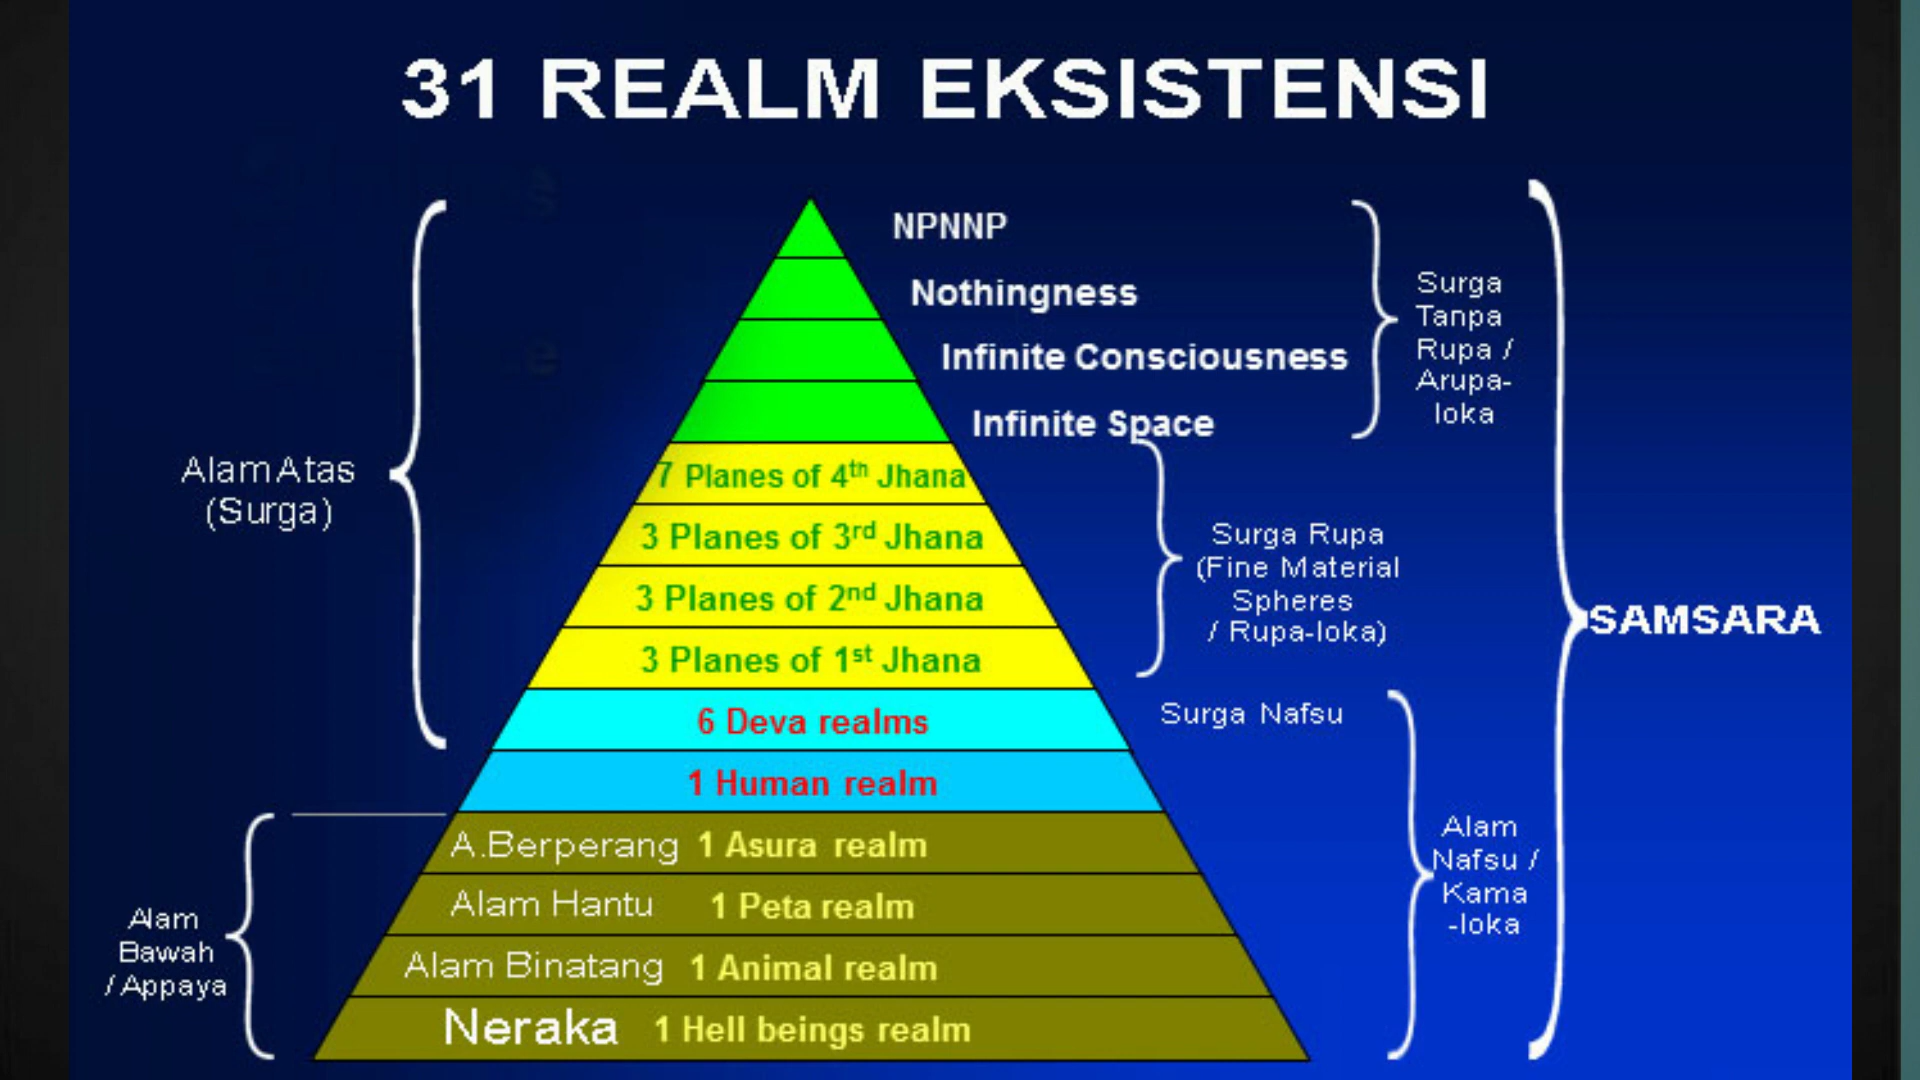 31 REALM EKSISTENSI
NPNNP
Nothingness
Infinite Consciousness
Infinite Space
Surga
Tanpa
Rupa /
Arupa-
loka
Alam Atas
(Surga)
7 Planes of 4th Jhana
3 Planes of 3rd Jhana
3 Planes of 2nd Jhana
3 Planes of 1st Jhana
Surga Rupa
(Fine Material
Spheres
/ Rupa-loka)
SAMSARA
6 Deva realms
Surga Nafsu
1 Human realm
A.Berperang 1 Asura realm
Alam Hantu 1 Peta realm
Alam Binatang 1 Animal realm
Neraka 1 Hell beings realm
Alam
Nafsu /
Kama
-loka
Alam
Bawah
/ Appaya